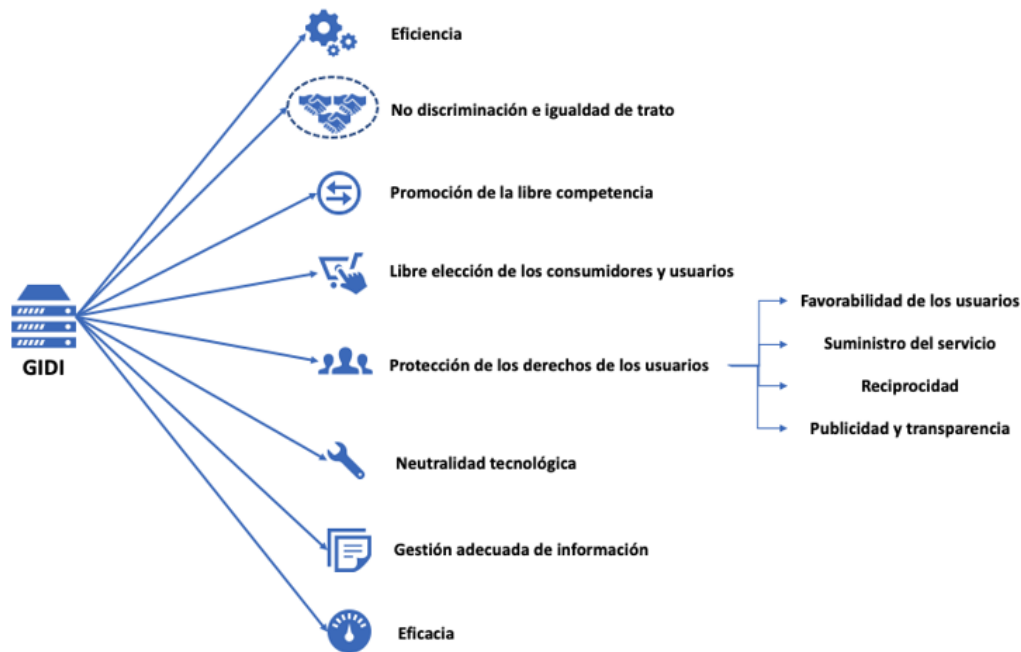 Eficiencia
No discriminación e igualdad de trato
Promoción de la libre competencia
Libre elección de los consumidores y usuarios
GIDI
Protección de los derechos de los usuarios
Favorabilidad de los usuarios
Suministro del servicio
Reciprocidad
Publicidad y transparencia
Neutralidad tecnológica
Gestión adecuada de información
Eficacia